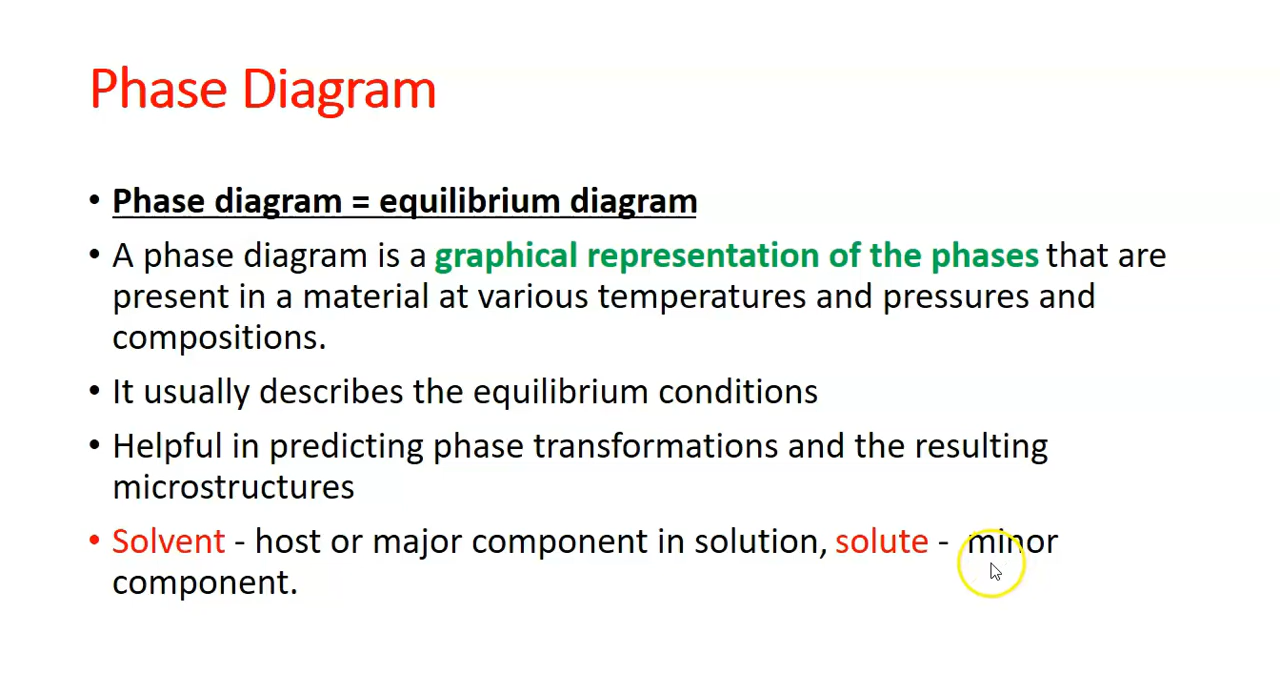 Phase Diagram
• Phase diagram = equilibrium diagram
• A phase diagram is a graphical representation of the phases that are
present in a material at various temperatures and pressures and
compositions.
• It usually describes the equilibrium conditions
• Helpful in predicting phase transformations and the resulting
microstructures
• Solvent - host or major component in solution, solute - minor
component.